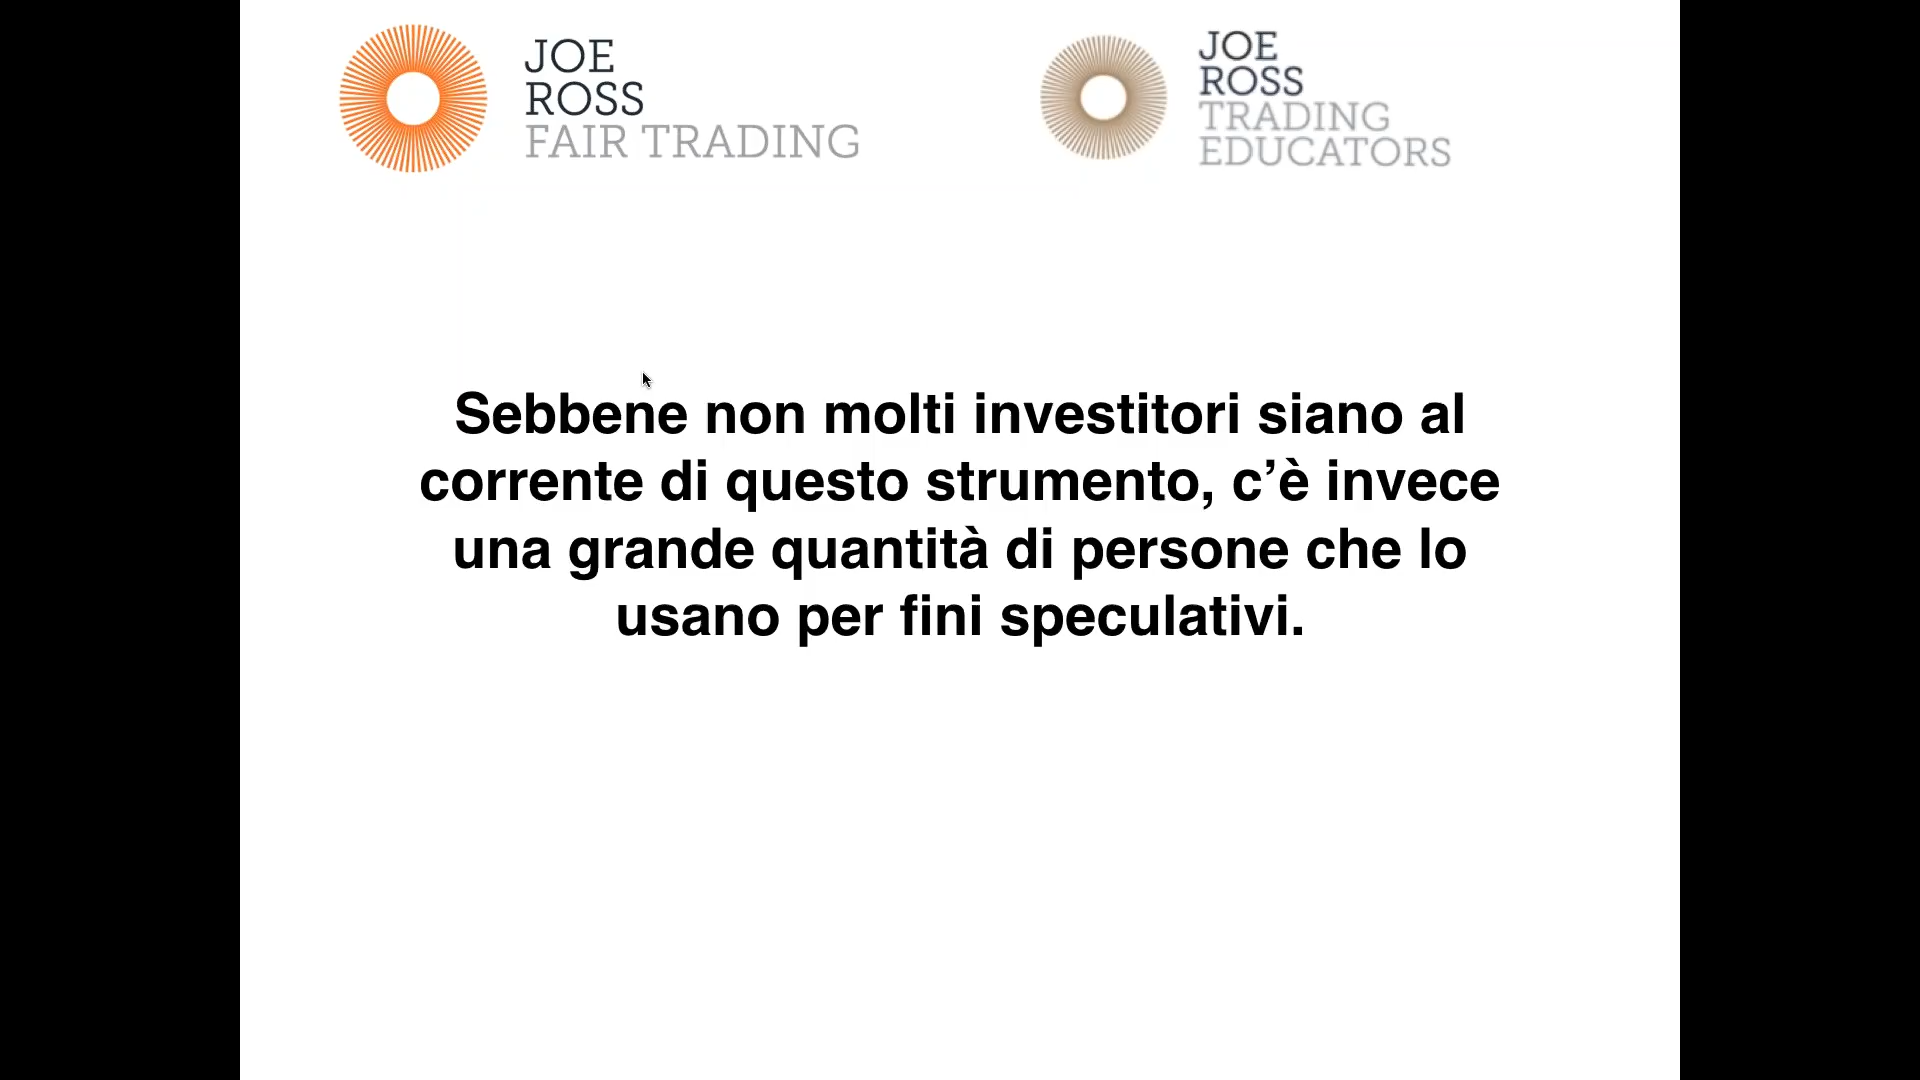 JOE
ROSS
FAIR TRADING
JOE
ROSS
TRADING
EDUCATORS
Sebbene non molti investitori siano al
corrente di questo strumento, c’è invece
una grande quantità di persone che lo
usano per fini speculativi.